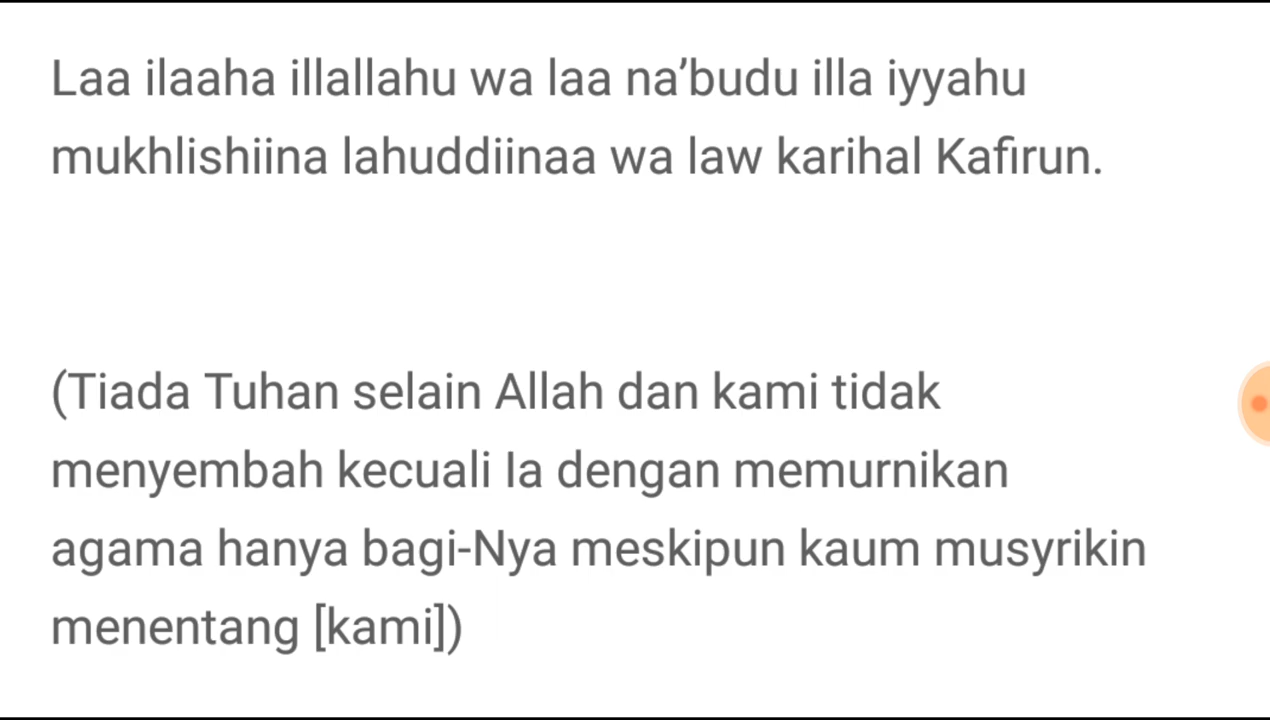 Laa ilaaha illallahu wa laa na’budu illa iyyahu
mukhlishiina lahuddiinaa wa law karihal Kafirun.
(Tiada Tuhan selain Allah dan kami tidak
menyembah kecuali Ia dengan memurnikan
agama hanya bagi-Nya meskipun kaum musyrikin
menentang [kami])